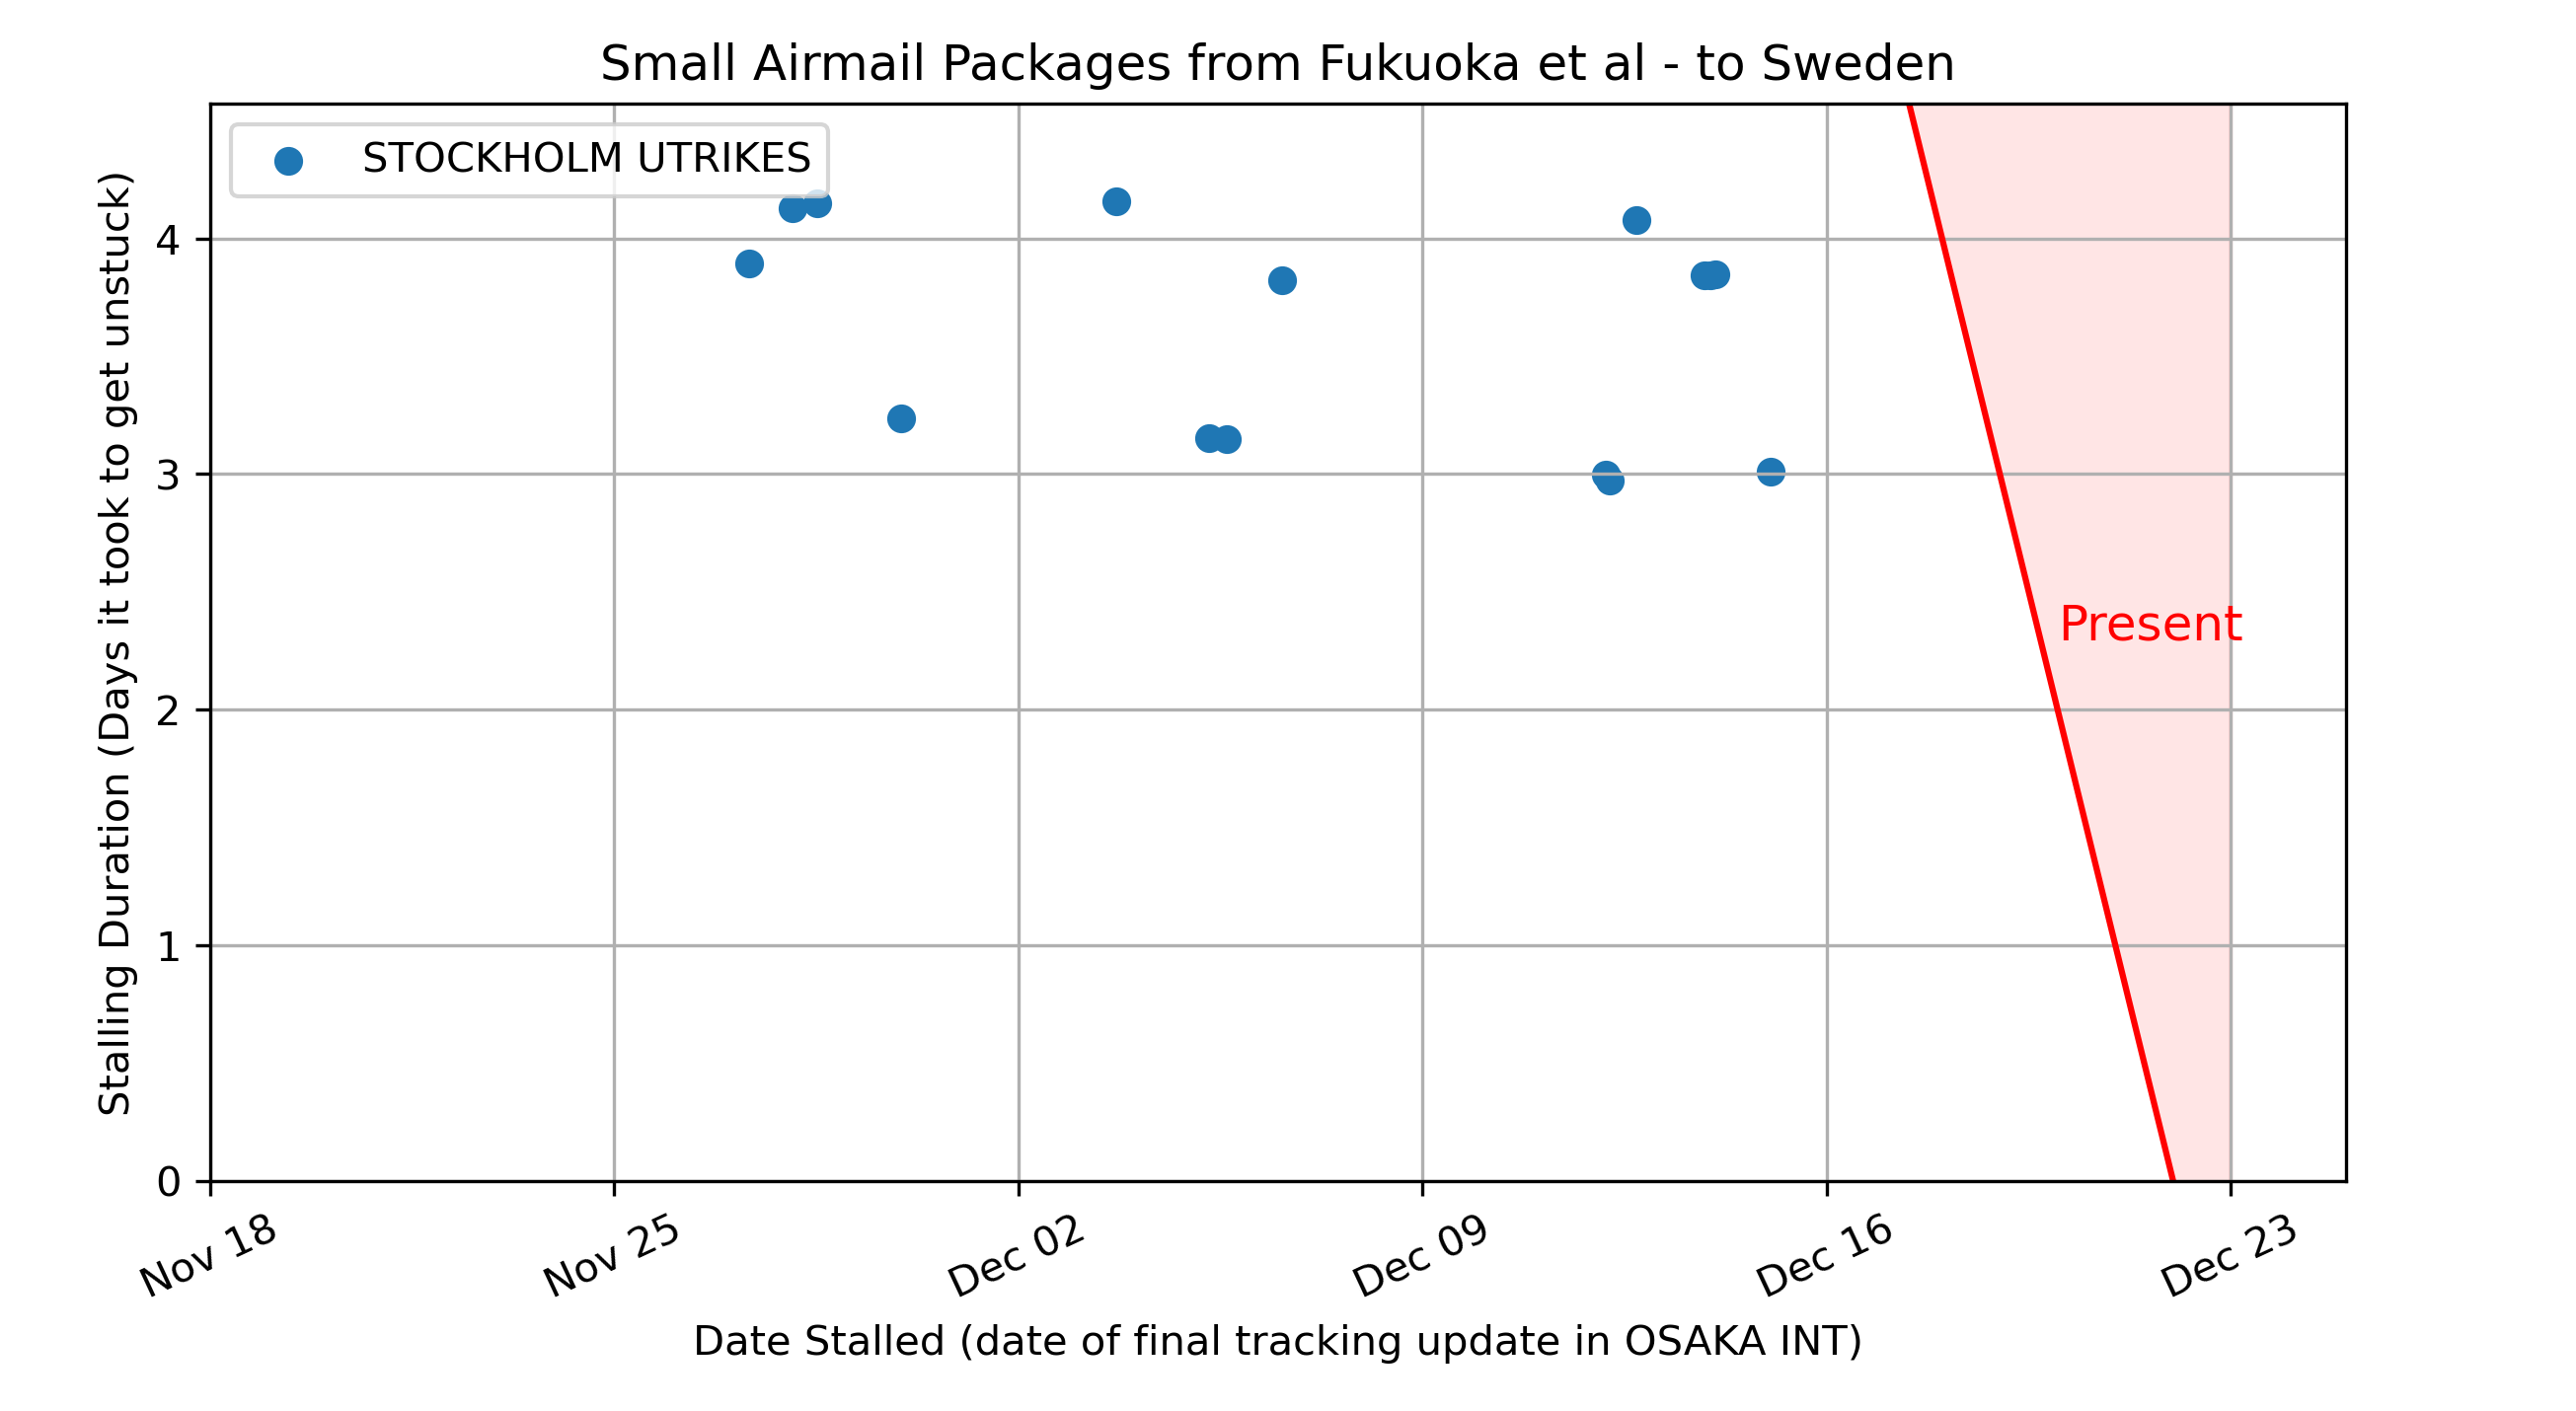 Small Airmail Packages from Fukuoka et al - to Sweden
STOCKHOLM UTRIKES
Stalling Duration (Days it took to get unstuck)
4
3
2
1
0
Present
Nov 18
Nov 25
Dec 02
Dec 09
Dec 16
Dec 23
Date Stalled (date of final tracking update in OSAKA INT)